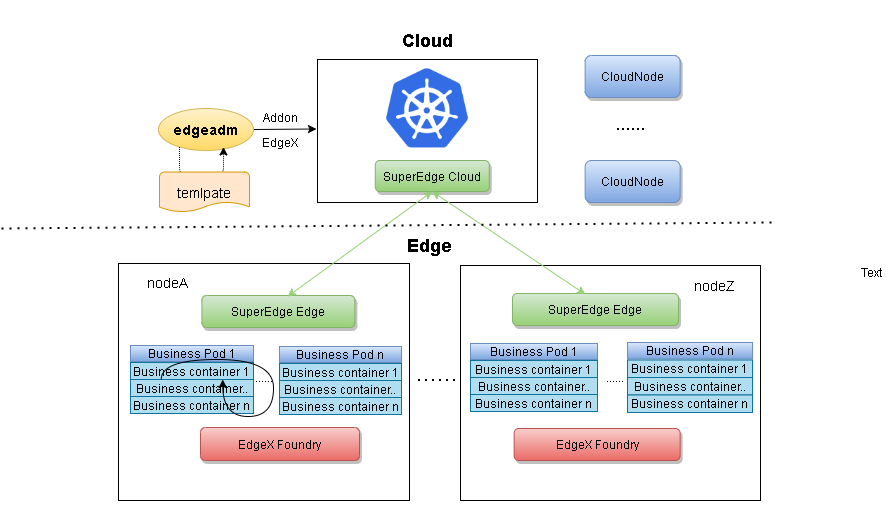 Cloud
CloudNode
edgeadm
Addon
EdgeX
......
temlpate
SuperEdge Cloud
CloudNode
Edge
Text
nodeA
nodeZ
SuperEdge Edge
SuperEdge Edge
Business Pod 1
Business container 1
Business container..
Business container n
......
Business Pod n
Business container 1
Business container..
Business container n
......
Business Pod 1
Business container 1
Business container..
Business container n
......
Business Pod n
Business container 1
Business container..
Business container n
EdgeX Foundry
EdgeX Foundry